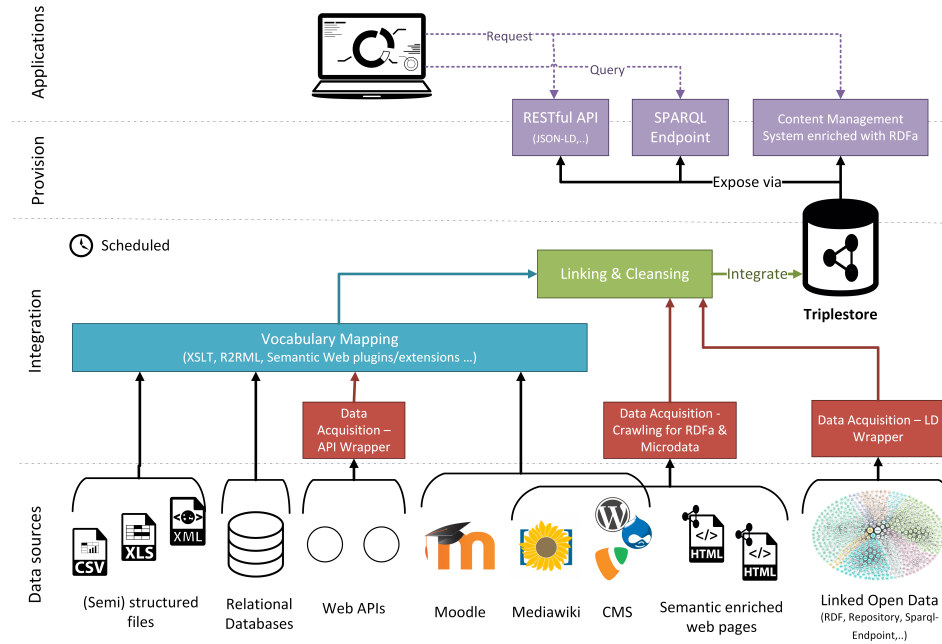 Applications
Request
Query
RESTful API
(JSON-LD,..)
SPARQL
Endpoint
Content Management
System enriched with RDFa
Provision
Expose via
Scheduled
Integration
Linking & Cleansing
Integrate
Triplestore
Vocabulary Mapping
(XSLT, R2RML, Semantic Web plugins/extensions ...)
Data
Acquisition –
API Wrapper
Data Acquisition -
Crawling for RDFa &
Microdata
Data Acquisition – LD
Wrapper
Data sources
CSV
XLS
XML
HTML
HTML
(Semi) structured
files
Relational
Databases
Web APIs
Moodle
Mediawiki
CMS
Semantic enriched
web pages
Linked Open Data
(RDF, Repository, Sparql-
Endpoint,..)